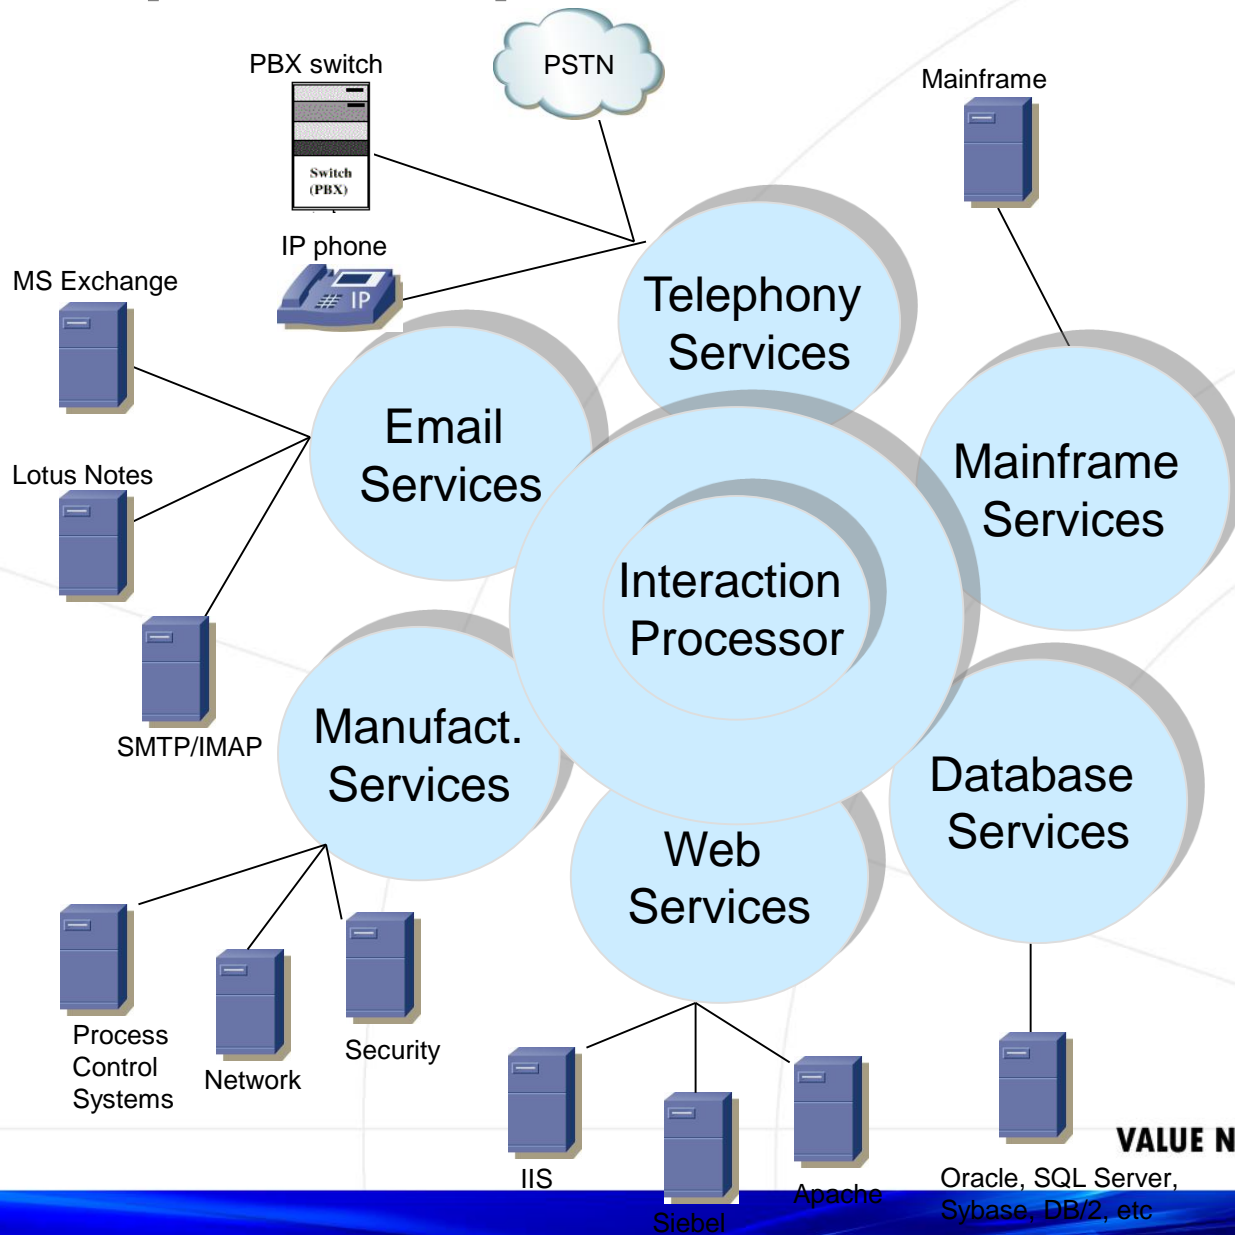 PSTN
PBX switch
Mainframe
Switch
(PBX)
IP phone
IP
MS Exchange
Telephony
Services
Email
Services
Mainframe
Services
Lotus Notes
Interaction
Processor
SMTP/IMAP
Manufact.
Services
Database
Services
Web
Services
Process
Control
Systems
Network
Security
IIS
Siebel
Apache
VALUE N
Oracle, SQL Server,
Sybase, DB/2, etc